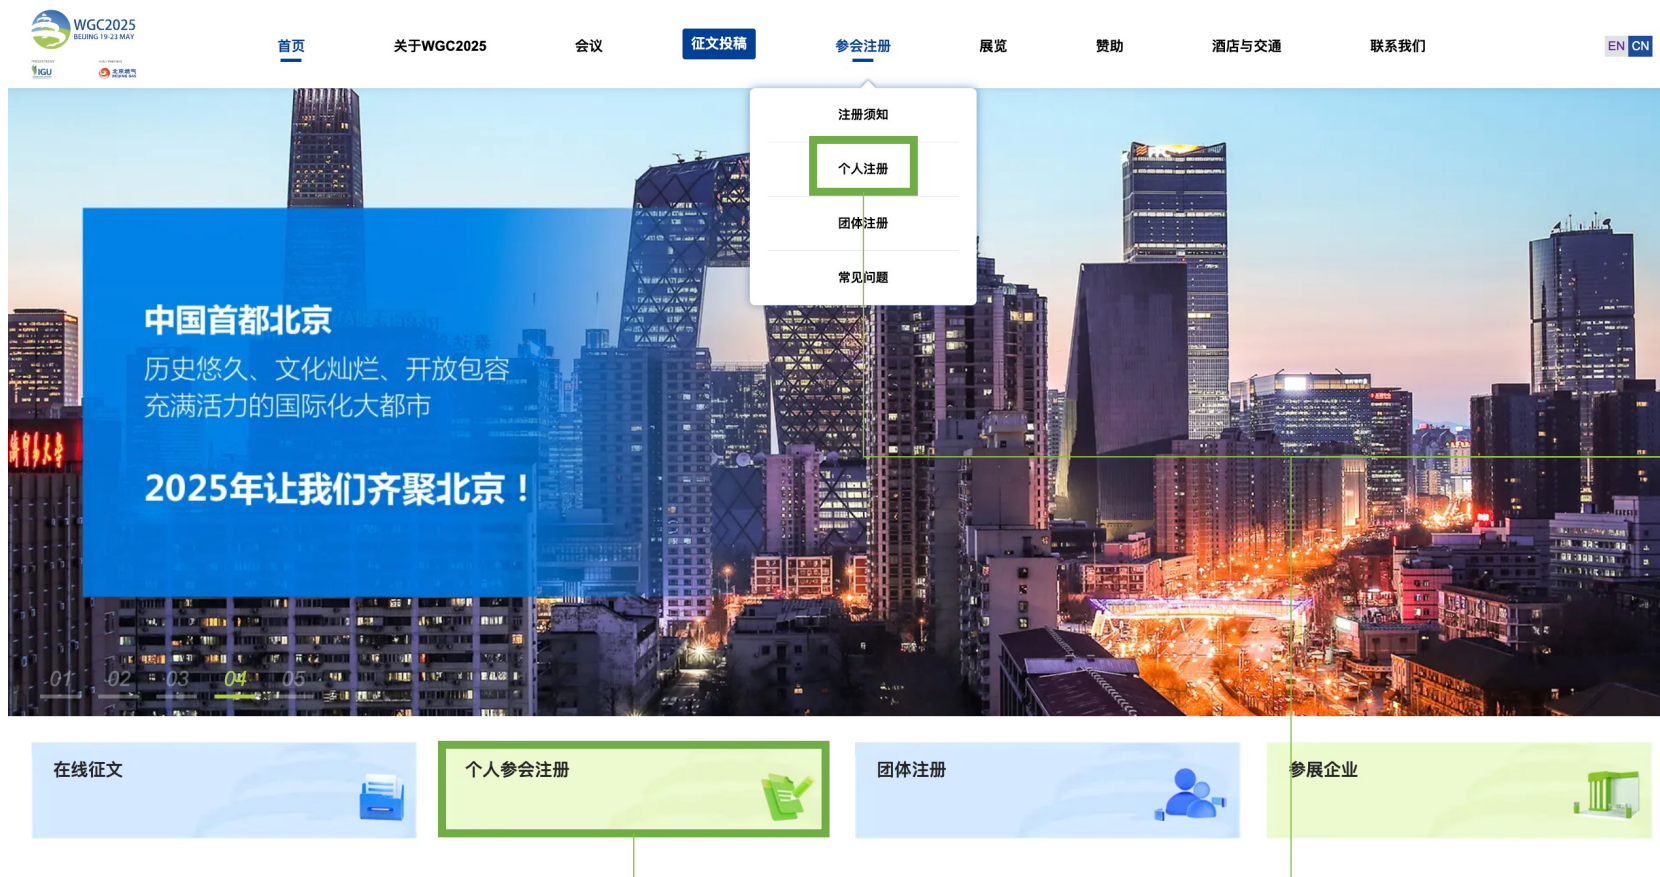 WGC2025
BEIJING 19-23 MAY
IGU
北京燃气
BEIJING GAS
首页
关于WGC2025
会议
征文投稿
参会注册
展览
赞助
酒店与交通
联系我们
EN CN
注册须知
个人注册
团体注册
常见问题
中国首都北京
历史悠久、文化灿烂、开放包容
充满活力的国际化大都市
2025年让我们齐聚北京！
01 02 03 04 05
在线征文
个人参会注册
团体注册
参展企业